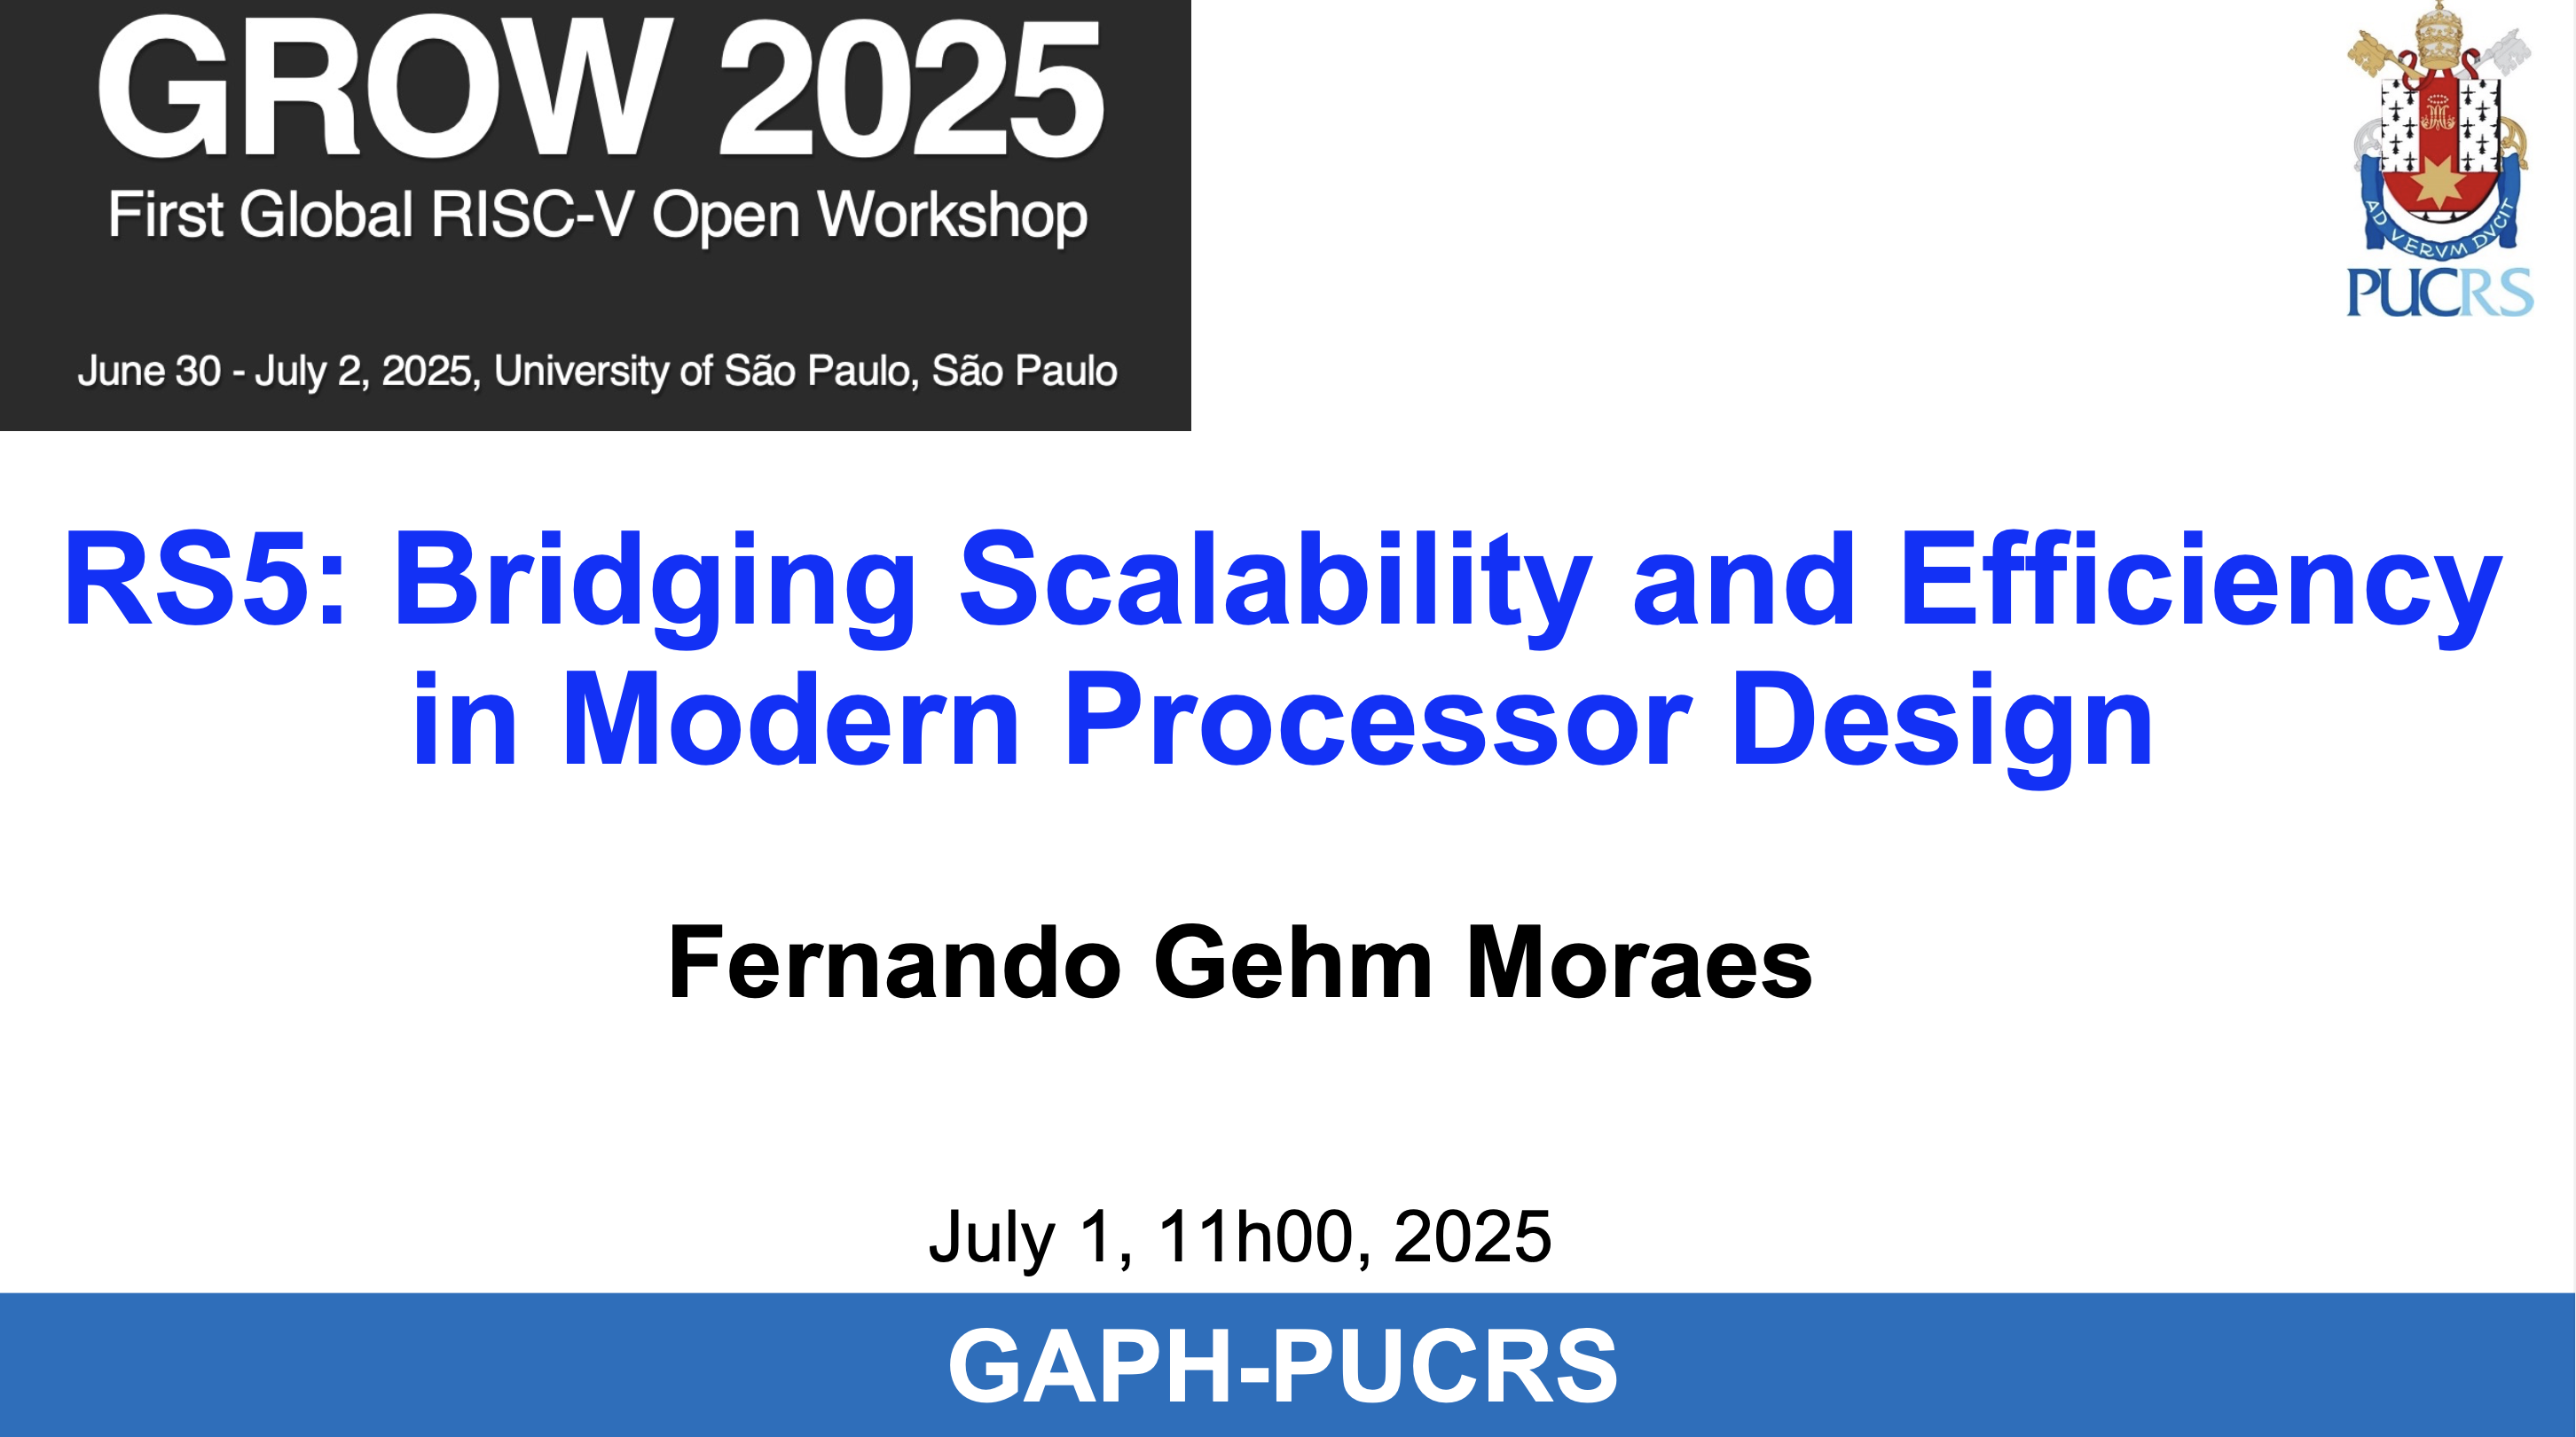 GROW 2025
First Global RISC-V Open Workshop
June 30 - July 2, 2025, University of São Paulo, São Paulo
AD VERVM DVCIT
PUCRS
RS5: Bridging Scalability and Efficiency
in Modern Processor Design
Fernando Gehm Moraes
July 1, 11h00, 2025
GAPH-PUCRS